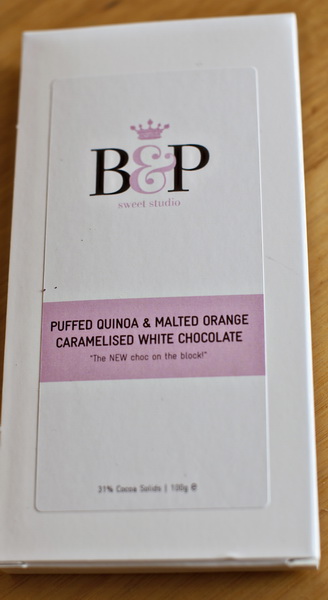 B&P
sweet studio
PUFFED QUINOA & MALTED ORANGE
CARAMELISED WHITE CHOCOLATE
"The NEW choc on the block!"
31% Cocoa Solids | 100g ℮